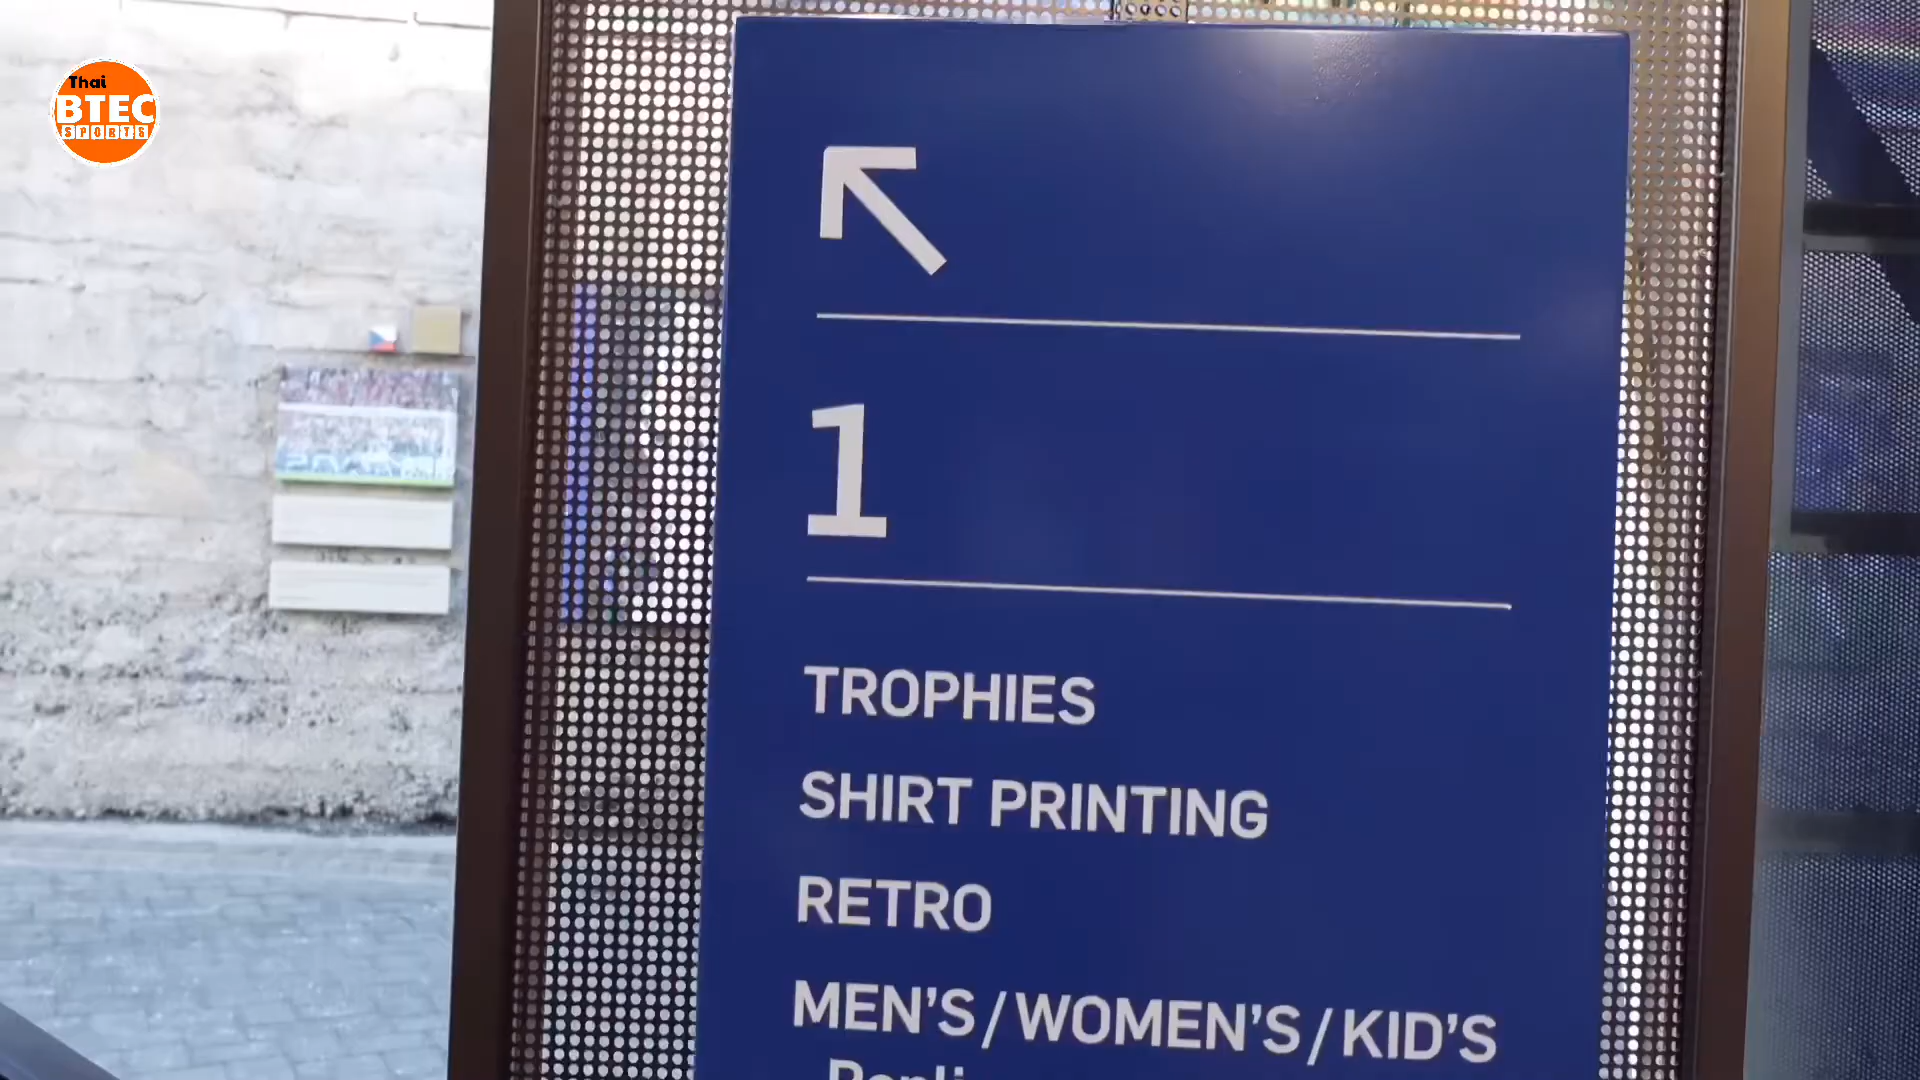 Thai
BTEC
SPORTS
1
TROPHIES
SHIRT PRINTING
RETRO
MEN'S/WOMEN'S/KID'S